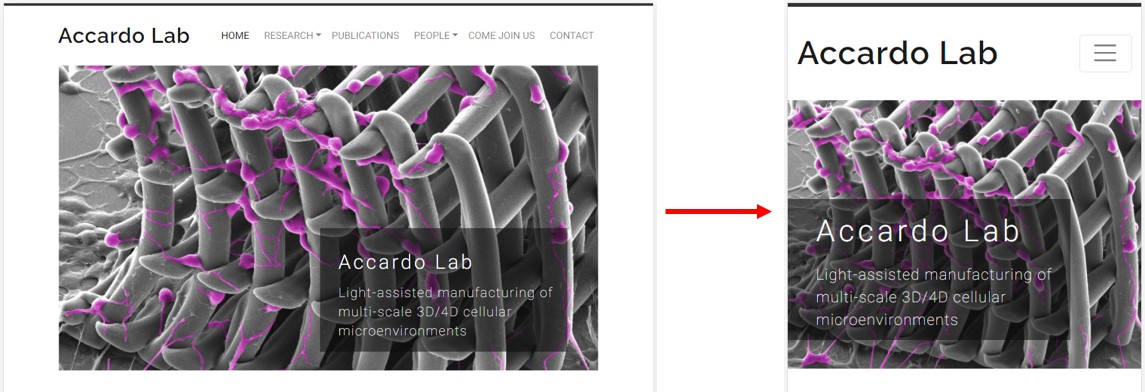 Accardo Lab HOME RESEARCH PUBLICATIONS PEOPLE COME JOIN US CONTACT
Accardo Lab
Light-assisted manufacturing of
multi-scale 3D/4D cellular
microenvironments
Accardo Lab
Accardo Lab
Light-assisted manufacturing of
multi-scale 3D/4D cellular
microenvironments